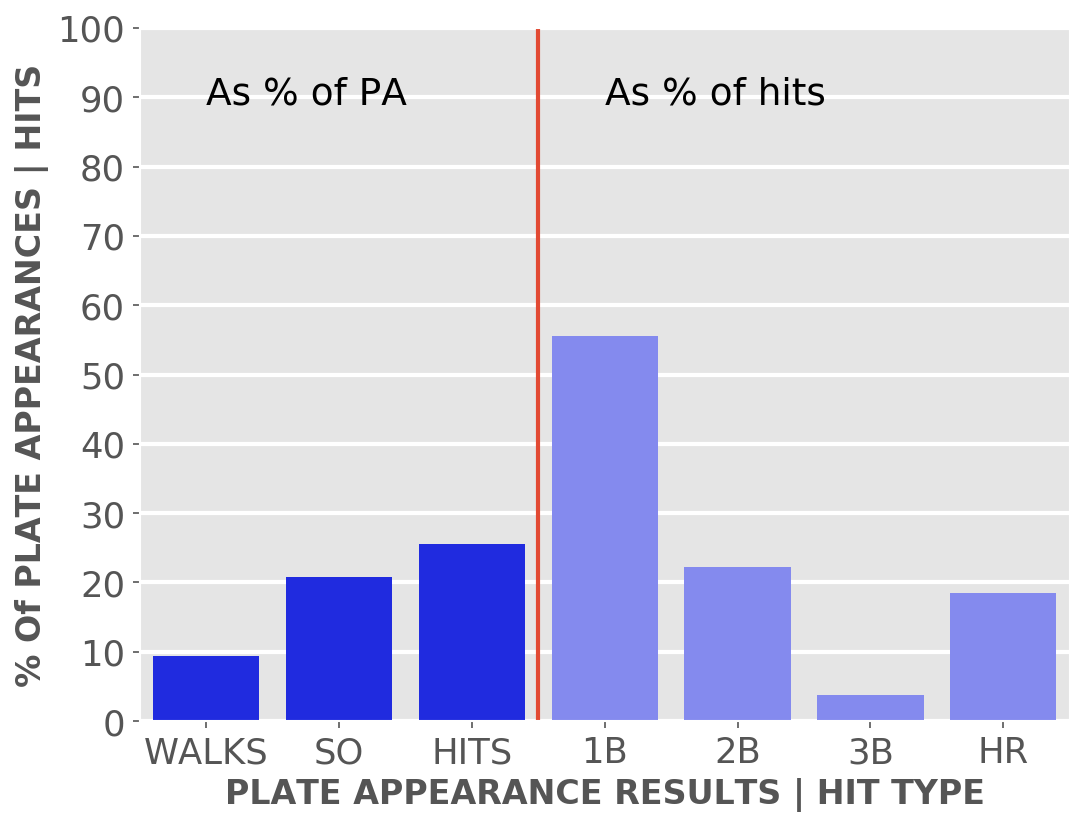 % Of PLATE APPEARANCES | HITS
100
90
80
70
60
50
40
30
20
10
0
As % of PA
As % of hits
WALKS SO HITS 1B 2B 3B HR
PLATE APPEARANCE RESULTS | HIT TYPE